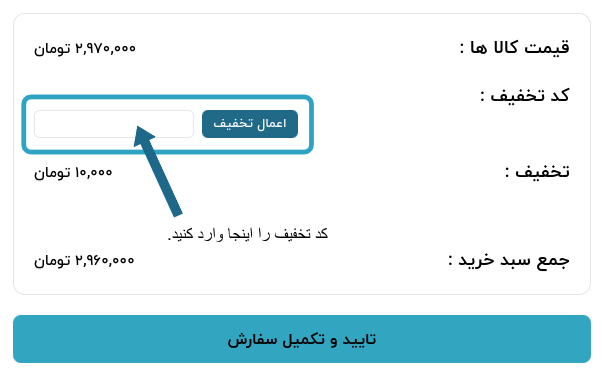 قیمت کالا ها : ۲,۹۷۰,۰۰۰ تومان
کد تخفیف :
اعمال تخفیف
تخفیف : ۱۰,۰۰۰ تومان
کد تخفیف را اینجا وارد کنید.
جمع سبد خرید : ۲,۹۶۰,۰۰۰ تومان
تایید و تکمیل سفارش